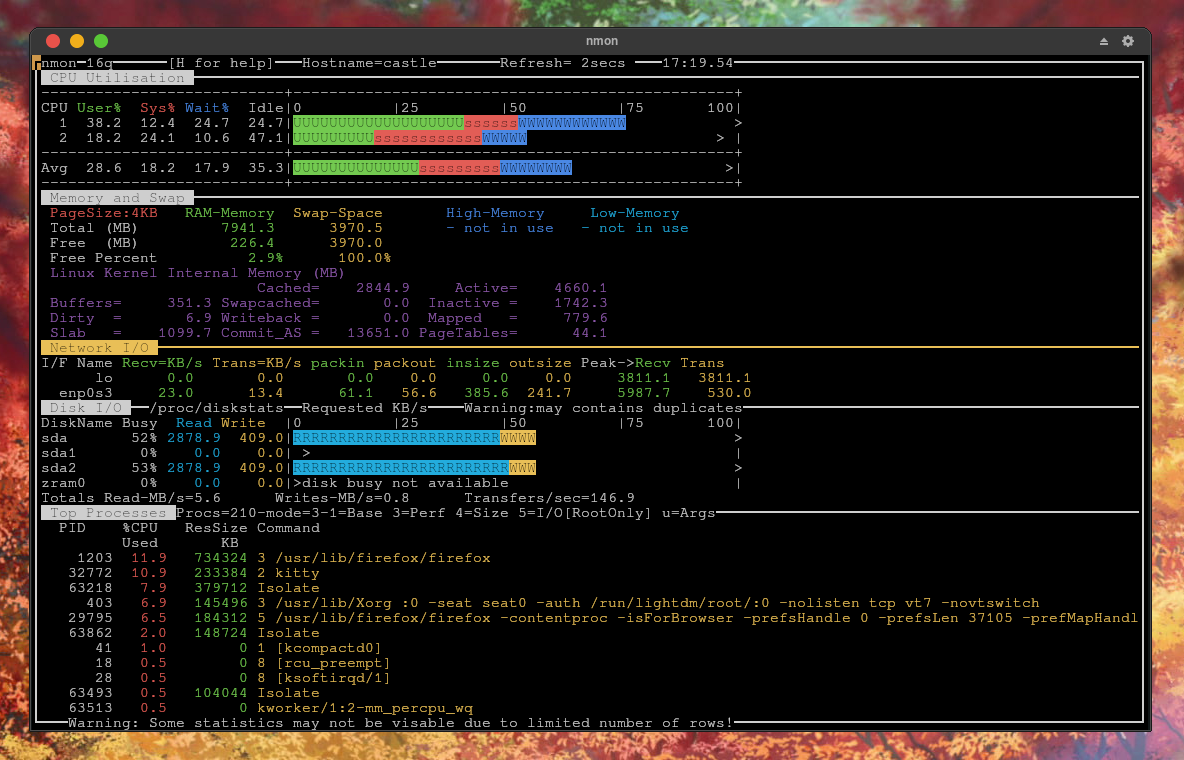 nmon
nmon-16q [H for help] Hostname=castle Refresh= 2secs 17:19.54
CPU Utilisation
CPU User% Sys% Wait% Idle|0 |25 |50 |75 100|
1 38.2 12.4 24.7 24.7|UUUUUUUUUUUUUUUUUUUssssssWWWWWWWWWWWW >
2 18.2 24.1 10.6 47.1|UUUUUUUUUssssssssssssWWWWW > |
Avg 28.6 18.2 17.9 35.3|UUUUUUUUUUUUUUsssssssssWWWWWWWW >|
Memory and Swap
PageSize:4KB RAM-Memory Swap-Space High-Memory Low-Memory
Total (MB) 7941.3 3970.5 - not in use - not in use
Free (MB) 226.4 3970.0
Free Percent 2.9% 100.0%
Linux Kernel Internal Memory (MB)
Cached= 2844.9 Active= 4660.1
Buffers= 351.3 Swapcached= 0.0 Inactive = 1742.3
Dirty = 6.9 Writeback = 0.0 Mapped = 779.6
Slab = 1099.7 Commit_AS = 13651.0 PageTables= 44.1
Network I/O
I/F Name Recv=KB/s Trans=KB/s packin packout insize outsize Peak->Recv Trans
lo 0.0 0.0 0.0 0.0 0.0 0.0 3811.1 3811.1
enp0s3 23.0 13.4 61.1 56.6 385.6 241.7 5987.7 530.0
Disk I/O /proc/diskstats Requested KB/s Warning:may contains duplicates
DiskName Busy Read Write |0 |25 |50 |75 100|
sda 52% 2878.9 409.0|RRRRRRRRRRRRRRRRRRRRRRRWWWW >
sda1 0% 0.0 0.0| > |
sda2 53% 2878.9 409.0|RRRRRRRRRRRRRRRRRRRRRRRRWWW >
zram0 0% 0.0 0.0|>disk busy not available |
Totals Read-MB/s=5.6 Writes-MB/s=0.8 Transfers/sec=146.9
Top Processes Procs=210-mode=3-1=Base 3=Perf 4=Size 5=I/O[RootOnly] u=Args
PID %CPU ResSize Command
Used KB
1203 11.9 734324 3 /usr/lib/firefox/firefox
32772 10.9 233384 2 kitty
63218 7.9 379712 Isolate
403 6.9 145496 3 /usr/lib/Xorg :0 -seat seat0 -auth /run/lightdm/root/:0 -nolisten tcp vt7 -novtswitch
29795 6.5 184312 5 /usr/lib/firefox/firefox -contentproc -isForBrowser -prefsHandle 0 -prefsLen 37105 -prefMapHandl
63862 2.0 148724 Isolate
41 1.0 0 1 [kcompactd0]
18 0.5 0 8 [rcu_preempt]
28 0.5 0 8 [ksoftirqd/1]
63493 0.5 104044 Isolate
63513 0.5 0 kworker/1:2-mm_percpu_wq
Warning: Some statistics may not be visable due to limited number of rows!